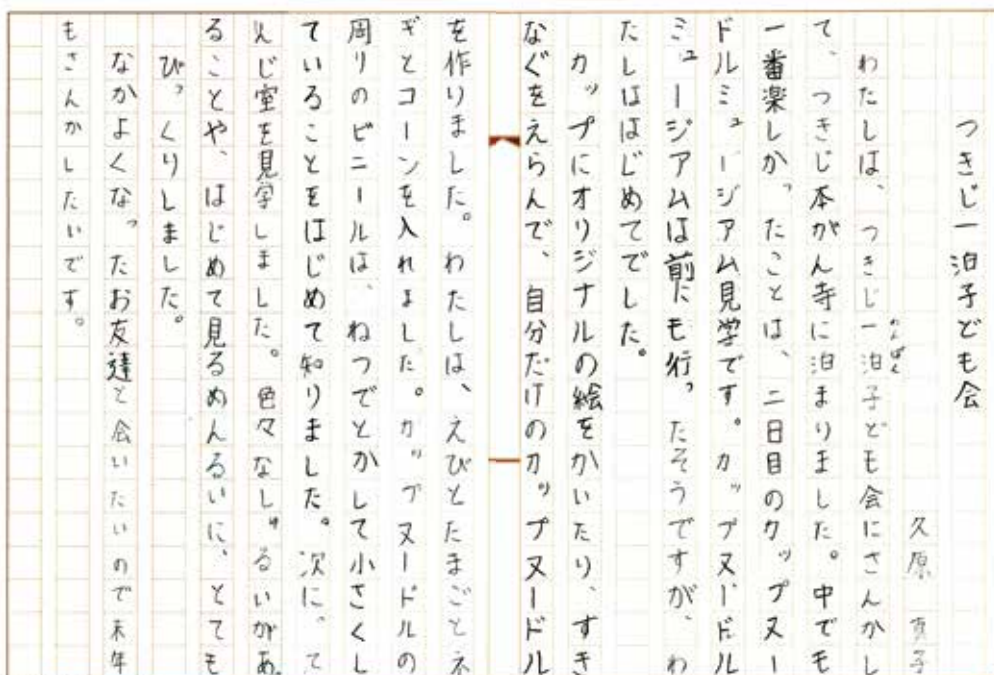 つきじ一泊子ども会
久原 真子
わたしは、つきじ一泊子ども会にさんかし
て、つきじ本がん寺に泊まりました。中でも
一番楽しかったことは、二日目のカップヌー
ドルミュージアム見学です。カップヌードル
ミュージアムは前にも行ったそうですが、わ
たしははじめてでした。
カップにオリジナルの絵をかいたり、すき
なぐをえらんで、自分だけのカップヌードル
を作りました。わたしは、えびとたまごとネ
ギとコーンを入れました。カップヌードルの
周りのビニールは、ねつでとかして小さくし
ていることをはじめて知りました。次に、て
んじ室を見学しました。色々なしゅるいがあ
ることや、はじめて見るめんるいに、とても
びっくりしました。
なかよくなったお友達と会いたいので来年
もさんかしたいです。